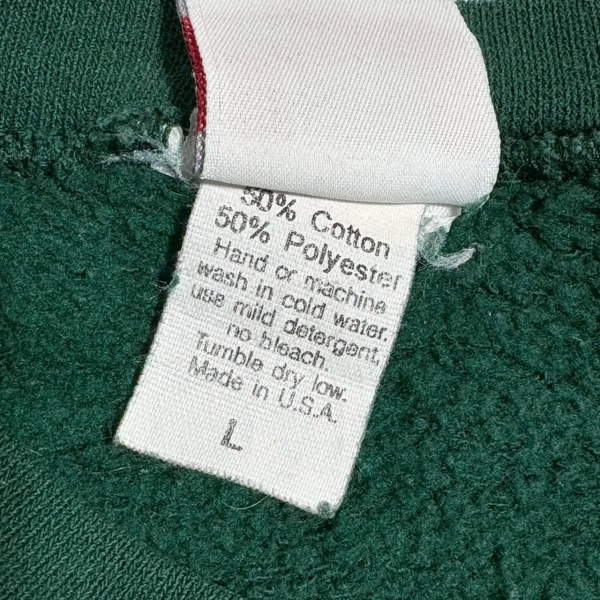 50% Cotton
50% Polyester
Hand or machine
wash in cold water.
use mild detergent,
no bleach.
Tumble dry low.
Made in U.S.A.
L